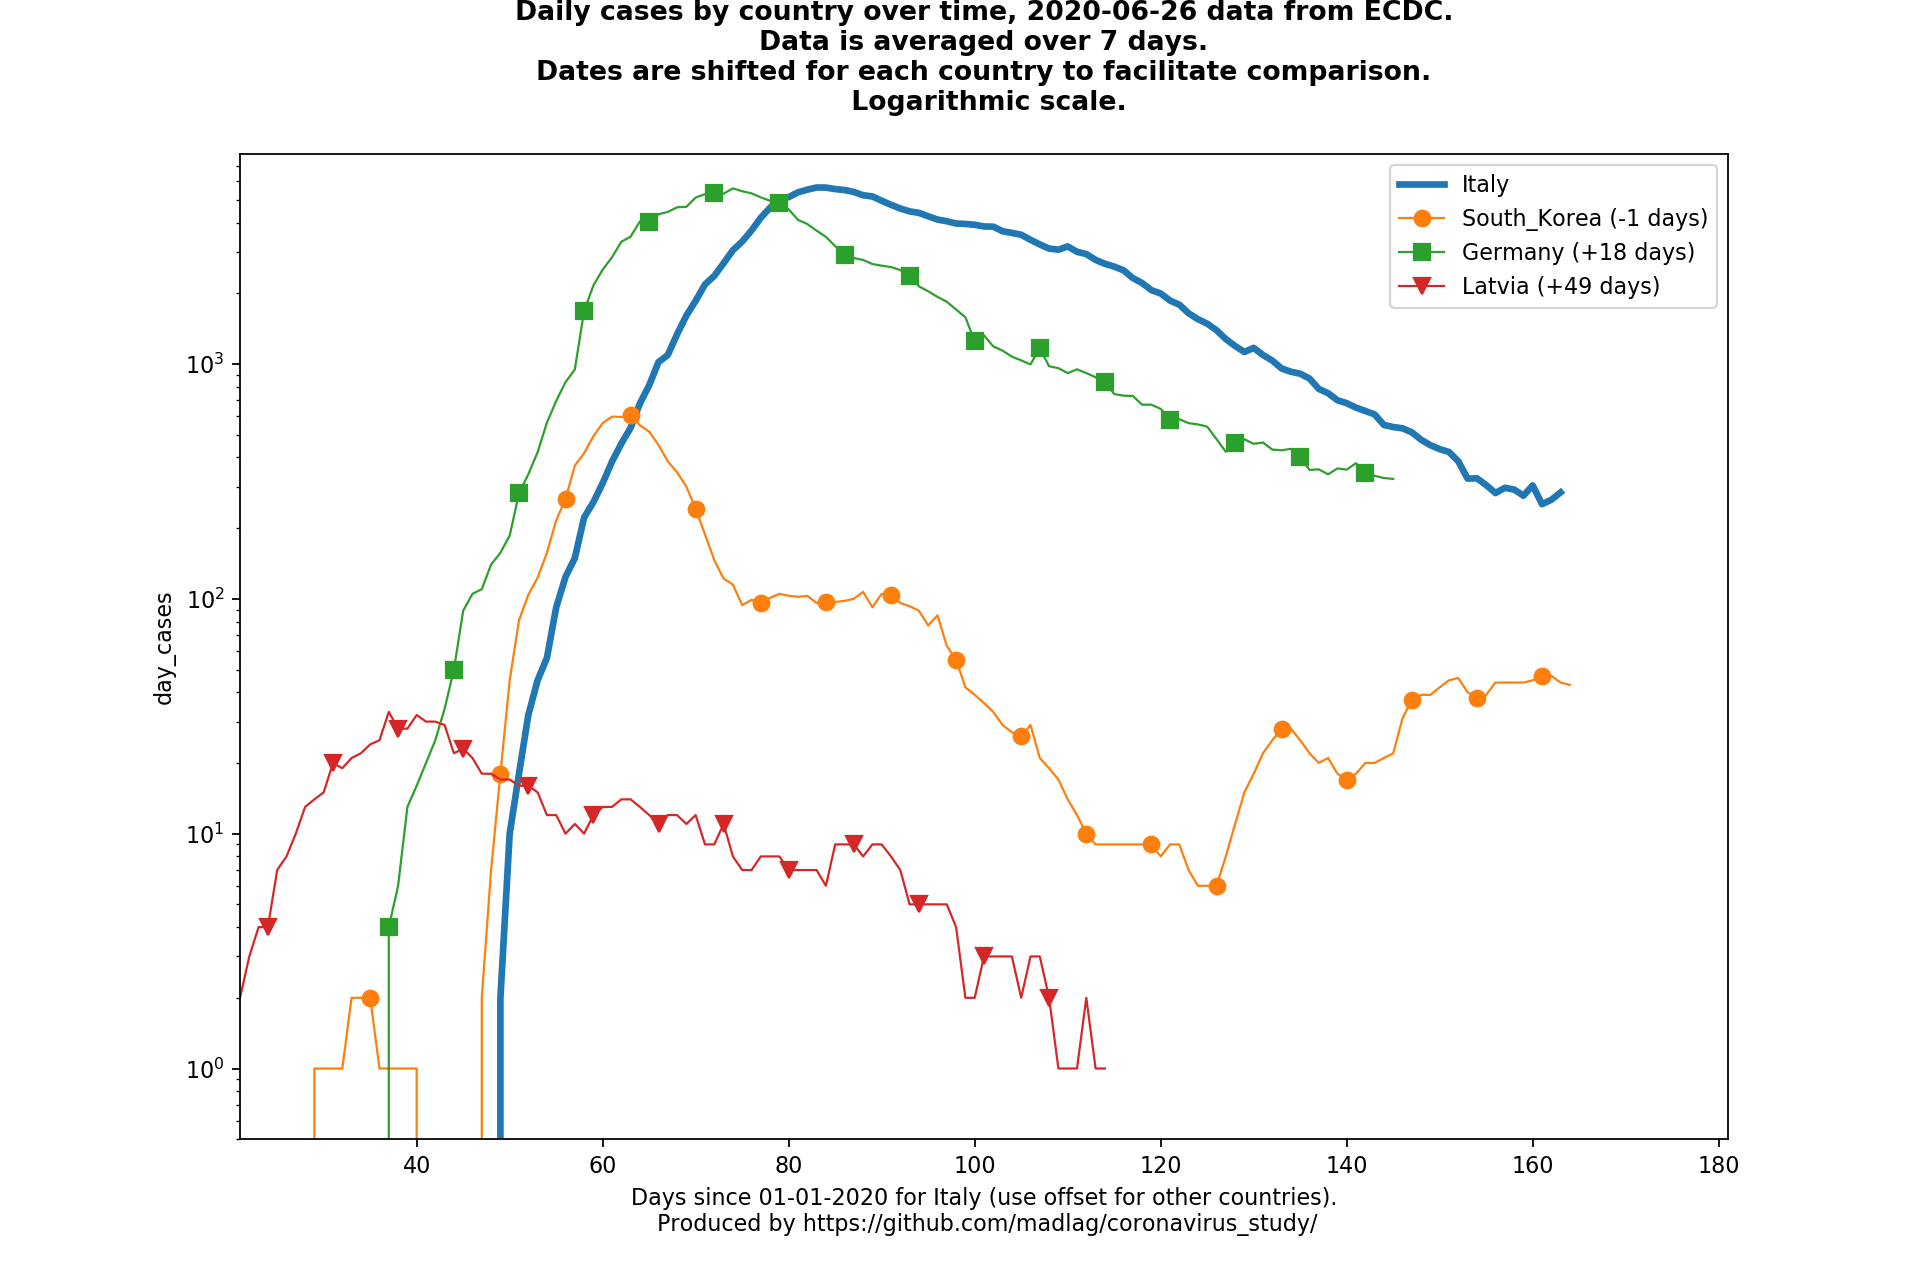 Daily cases by country over time, 2020-06-26 data from ECDC.
Data is averaged over 7 days.
Dates are shifted for each country to facilitate comparison.
Logarithmic scale.
Italy
South_Korea (-1 days)
Germany (+18 days)
Latvia (+49 days)
10³
10²
10¹
10⁰
day_cases
40 60 80 100 120 140 160 180
Days since 01-01-2020 for Italy (use offset for other countries).
Produced by https://github.com/madlag/coronavirus_study/